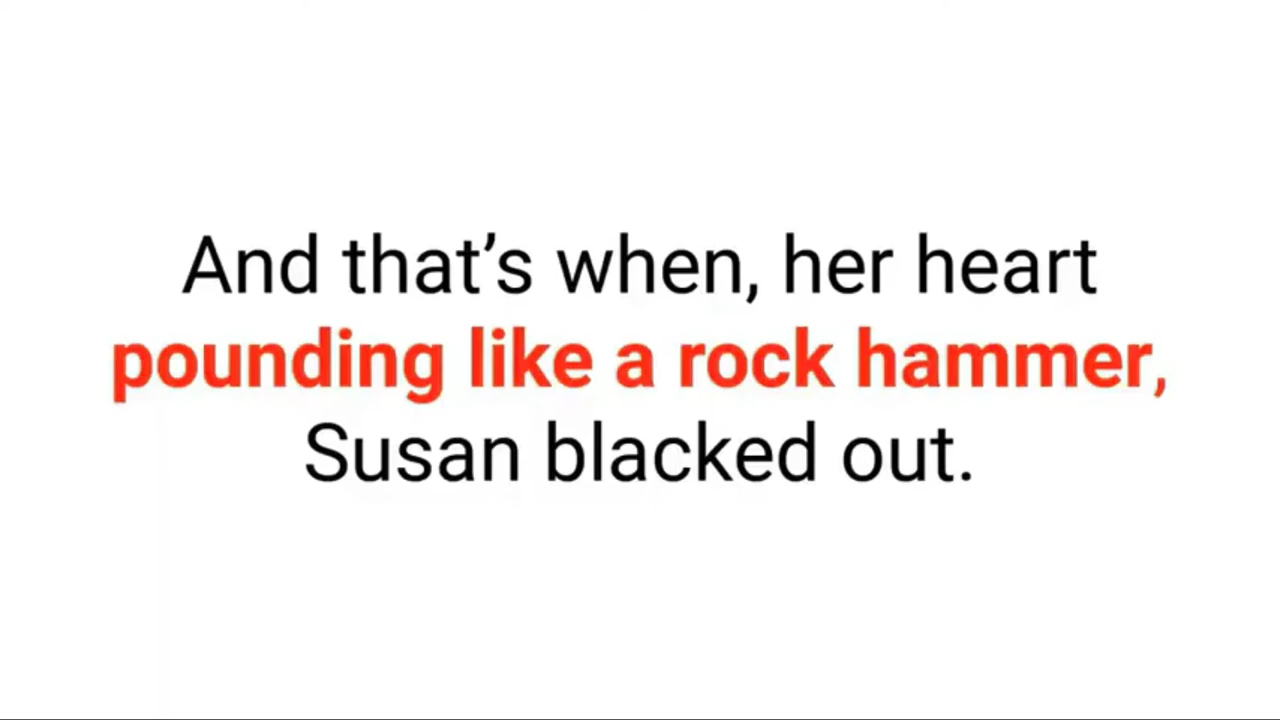 And that’s when, her heart
pounding like a rock hammer,
Susan blacked out.